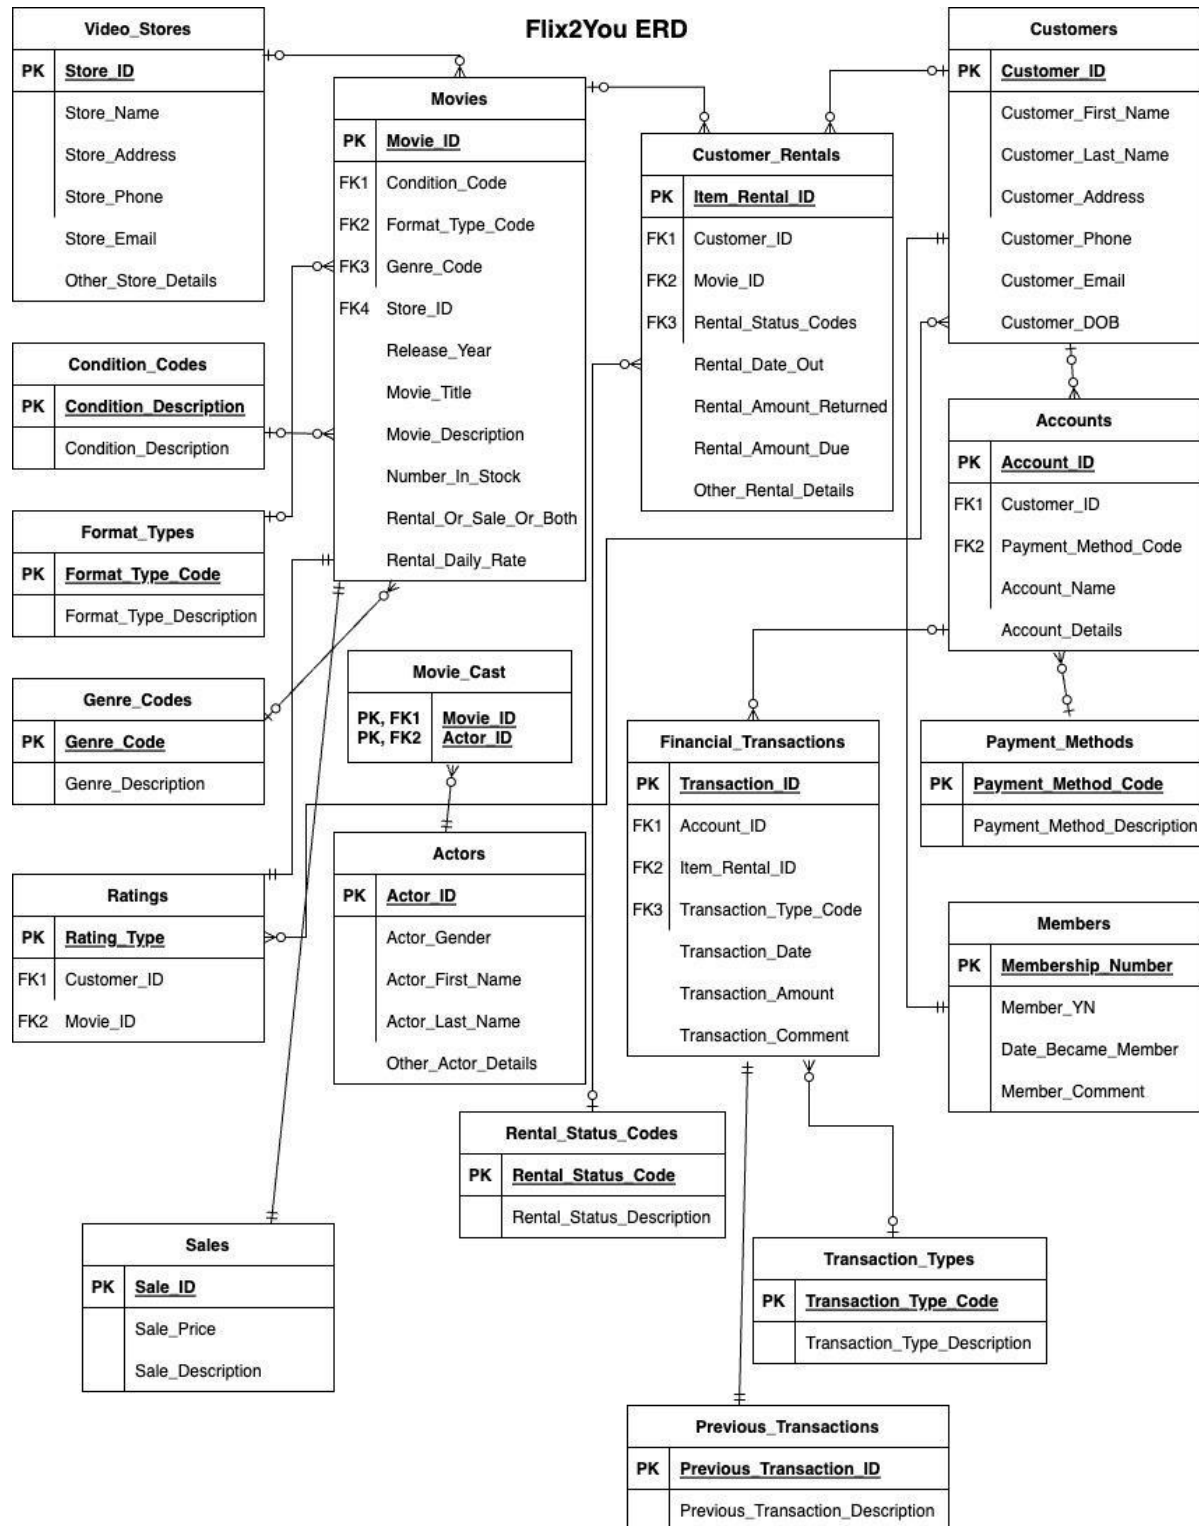 Flix2You ERD
Video_Stores
PK Store_ID
Store_Name
Store_Address
Store_Phone
Store_Email
Other_Store_Details
Condition_Codes
PK Condition_Description
Condition_Description
Format_Types
PK Format_Type_Code
Format_Type_Description
Genre_Codes
PK Genre_Code
Genre_Description
Ratings
PK Rating_Type
FK1 Customer_ID
FK2 Movie_ID
Movies
PK Movie_ID
FK1 Condition_Code
FK2 Format_Type_Code
FK3 Genre_Code
FK4 Store_ID
Release_Year
Movie_Title
Movie_Description
Number_In_Stock
Rental_Or_Sale_Or_Both
Rental_Daily_Rate
Movie_Cast
PK, FK1 Movie_ID
PK, FK2 Actor_ID
Actors
PK Actor_ID
Actor_Gender
Actor_First_Name
Actor_Last_Name
Other_Actor_Details
Customer_Rentals
PK Item_Rental_ID
FK1 Customer_ID
FK2 Movie_ID
FK3 Rental_Status_Codes
Rental_Date_Out
Rental_Amount_Returned
Rental_Amount_Due
Other_Rental_Details
Customers
PK Customer_ID
Customer_First_Name
Customer_Last_Name
Customer_Address
Customer_Phone
Customer_Email
Customer_DOB
Accounts
PK Account_ID
FK1 Customer_ID
FK2 Payment_Method_Code
Account_Name
Account_Details
Financial_Transactions
PK Transaction_ID
FK1 Account_ID
FK2 Item_Rental_ID
FK3 Transaction_Type_Code
Transaction_Date
Transaction_Amount
Transaction_Comment
Payment_Methods
PK Payment_Method_Code
Payment_Method_Description
Members
PK Membership_Number
Member_YN
Date_Became_Member
Member_Comment
Rental_Status_Codes
PK Rental_Status_Code
Rental_Status_Description
Sales
PK Sale_ID
Sale_Price
Sale_Description
Transaction_Types
PK Transaction_Type_Code
Transaction_Type_Description
Previous_Transactions
PK Previous_Transaction_ID
Previous_Transaction_Description